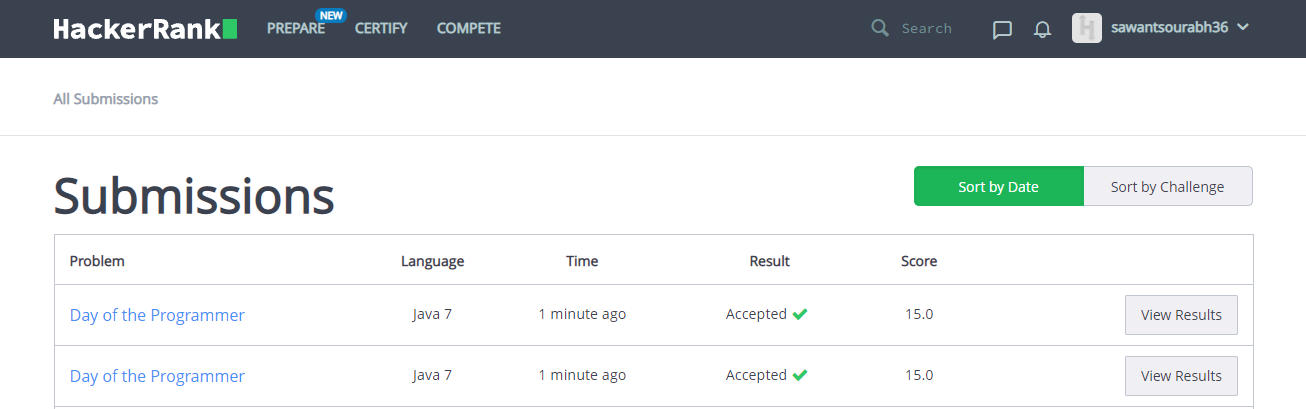 HackerRank PREPARE NEW CERTIFY COMPETE Search sawantsourabh36
All Submissions
Submissions Sort by Date Sort by Challenge
Problem Language Time Result Score
Day of the Programmer Java 7 1 minute ago Accepted 15.0 View Results
Day of the Programmer Java 7 1 minute ago Accepted 15.0 View Results